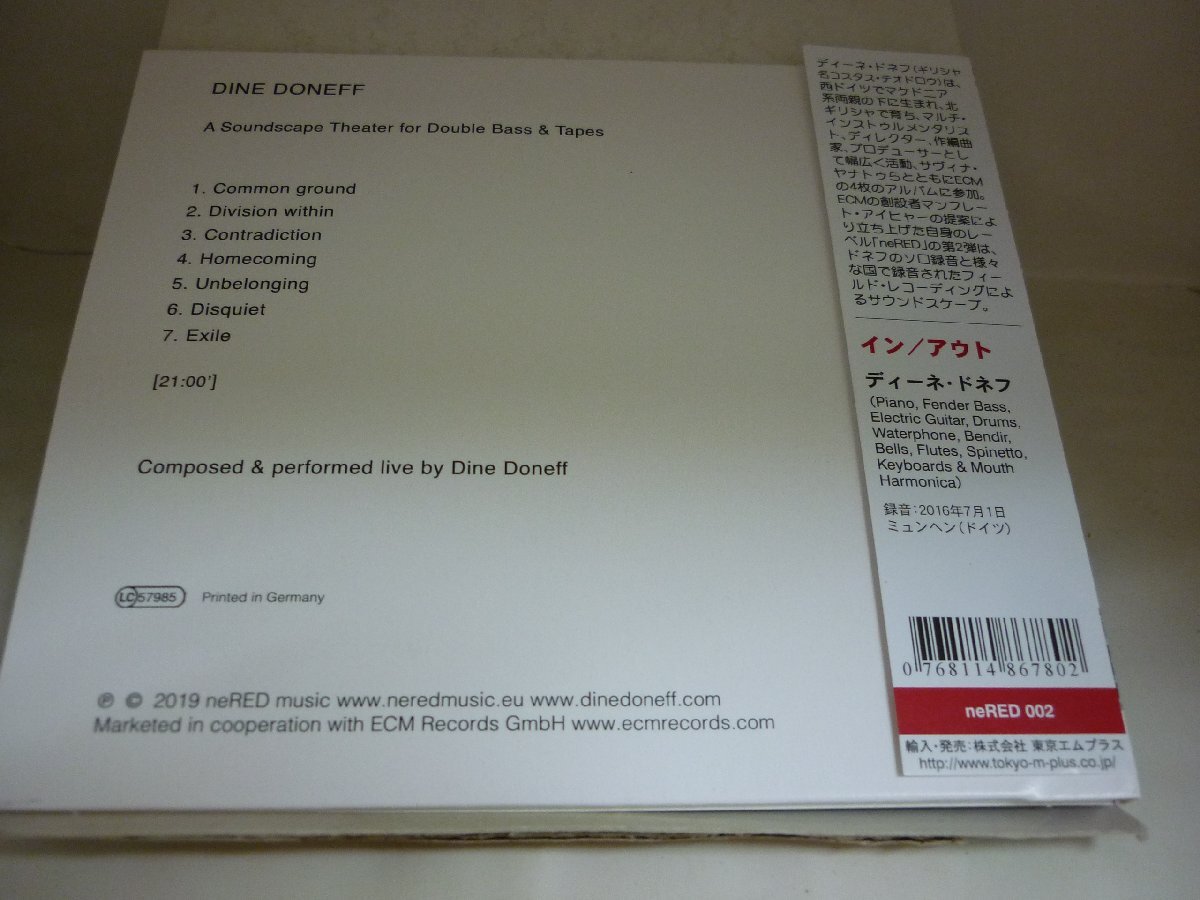 DINE DONEFF
A Soundscape Theater for Double Bass & Tapes
1. Common ground
2. Division within
3. Contradiction
4. Homecoming
5. Unbelonging
6. Disquiet
7. Exile
[21:00']
Composed & performed live by Dine Doneff
LC 57985 Printed in Germany
℗ © 2019 neRED music www.neredmusic.eu www.dinedoneff.com
Marketed in cooperation with ECM Records GmbH www.ecmrecords.com
ディーネ・ドネフ(ギリシャ
名コスタス・テオドロウ)は、
西ドイツでマケドニア
系両親の下に生まれ、北
ギリシャで育ち、マルチ・
インストゥルメンタリス
ト、ディレクター、作編曲
家、プロデューサーとし
て幅広く活動、サヴィナ・
ヤナトゥらとともにECM
の4枚のアルバムに参加。
ECMの創設者マンフレー
ト・アイヒャーの提案によ
り立ち上げた自身のレー
ベル「neRED」の第2弾は、
ドネフのソロ録音と様々
な国で録音されたフィー
ルド・レコーディングによ
るサウンドスケープ。
イン/アウト
ディーネ・ドネフ
(Piano, Fender Bass,
Electric Guitar, Drums,
Waterphone, Bendir,
Bells, Flutes, Spinetto,
Keyboards & Mouth
Harmonica)
録音:2016年7月1日
ミュンヘン(ドイツ)
0 768114 867802
neRED 002
輸入・発売:株式会社 東京エムプラス
http://www.tokyo-m-plus.co.jp/